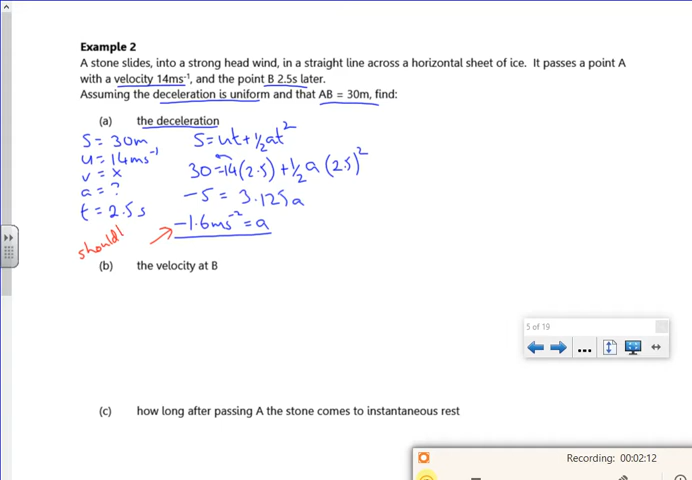 Example 2
A stone slides, into a strong head wind, in a straight line across a horizontal sheet of ice. It passes a point A
with a velocity 14ms⁻¹, and the point B 2.5s later.
Assuming the deceleration is uniform and that AB = 30m, find:
(a) the deceleration
S = 30m S = ut + ½at²
u = 14ms⁻¹ 30 = 14(2.5) + ½ a (2.5)²
v = x
a = ? -5 = 3.125a
t = 2.5s -1.6ms⁻² = a
should
(b) the velocity at B
5 of 19
...
(c) how long after passing A the stone comes to instantaneous rest
Recording: 00:02:12